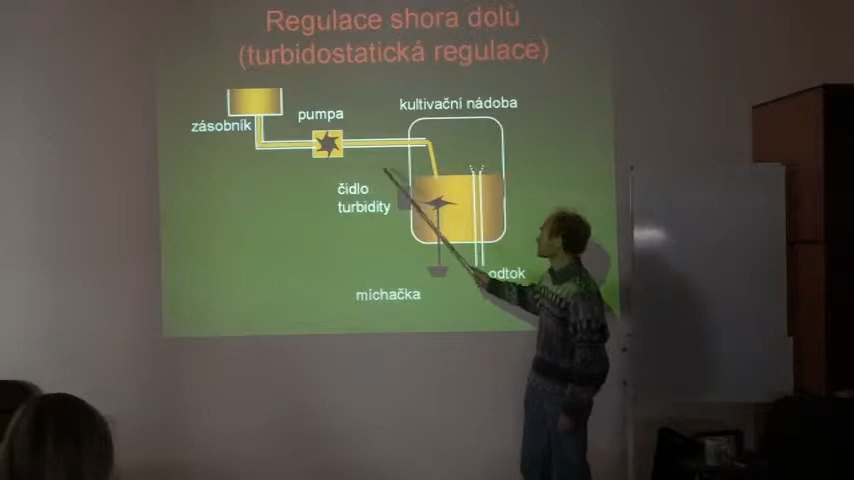 Regulace shora dolů
(turbidostatická regulace)
kultivační nádoba
pumpa
zásobník
čidlo
turbidity
odtok
míchačka